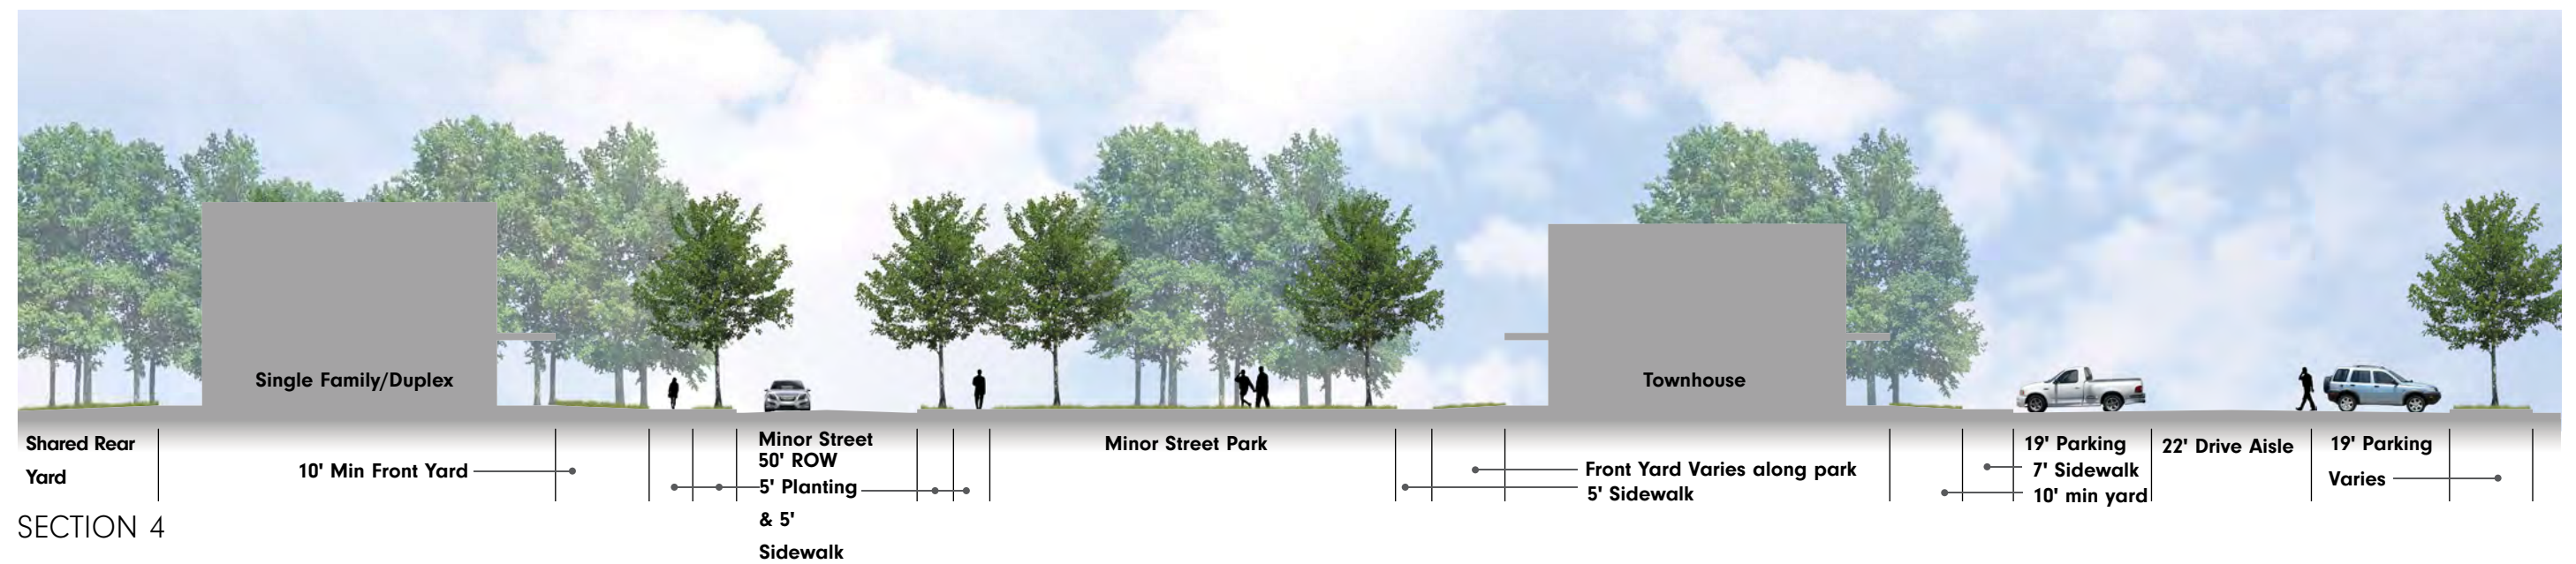 Single Family/Duplex
Townhouse
Shared Rear
Yard
10' Min Front Yard
Minor Street
50' ROW
5' Planting
& 5'
Sidewalk
Minor Street Park
Front Yard Varies along park
5' Sidewalk
19' Parking
7' Sidewalk
10' min yard
22' Drive Aisle
19' Parking
Varies
SECTION 4